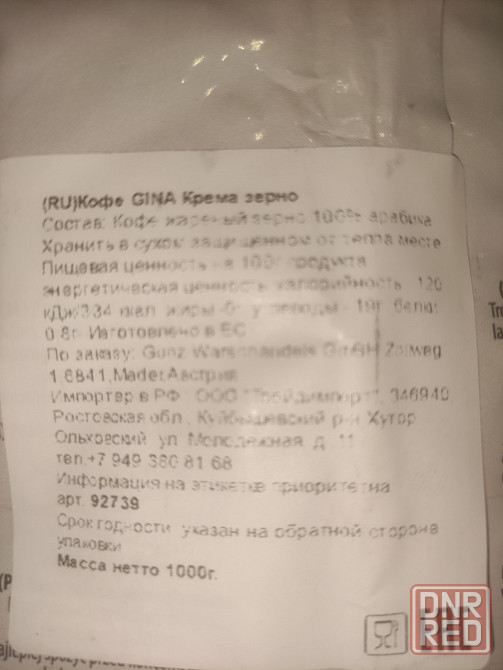 (RU)Кофе GINA Крема зерно
Состав: Кофе жареный зерно 100% арабика
Хранить в сухом защищенном от тепла месте
Пищевая ценность на 100г продукта
энергетическая ценность калорийность 120
кДж/334 ккал жиры 0г углеводы 19г белки
0.8г. Изготовлено в ЕС
По заказу: Gunz Warenhandels GmbH Zollweg
1,6841,Mader,Австрия
Импортер в РФ ООО "Трейдимпорт", 346940
Ростовская обл., Куйбышевский р-н Хутор
Ольховский ул Молодежная д. 11
тел.+7 949 380 81 68
Информация на этикетке приоритетна
арт. 92739
Срок годности указан на обратной стороне
упаковки
Масса нетто 1000г.
DNR
RED